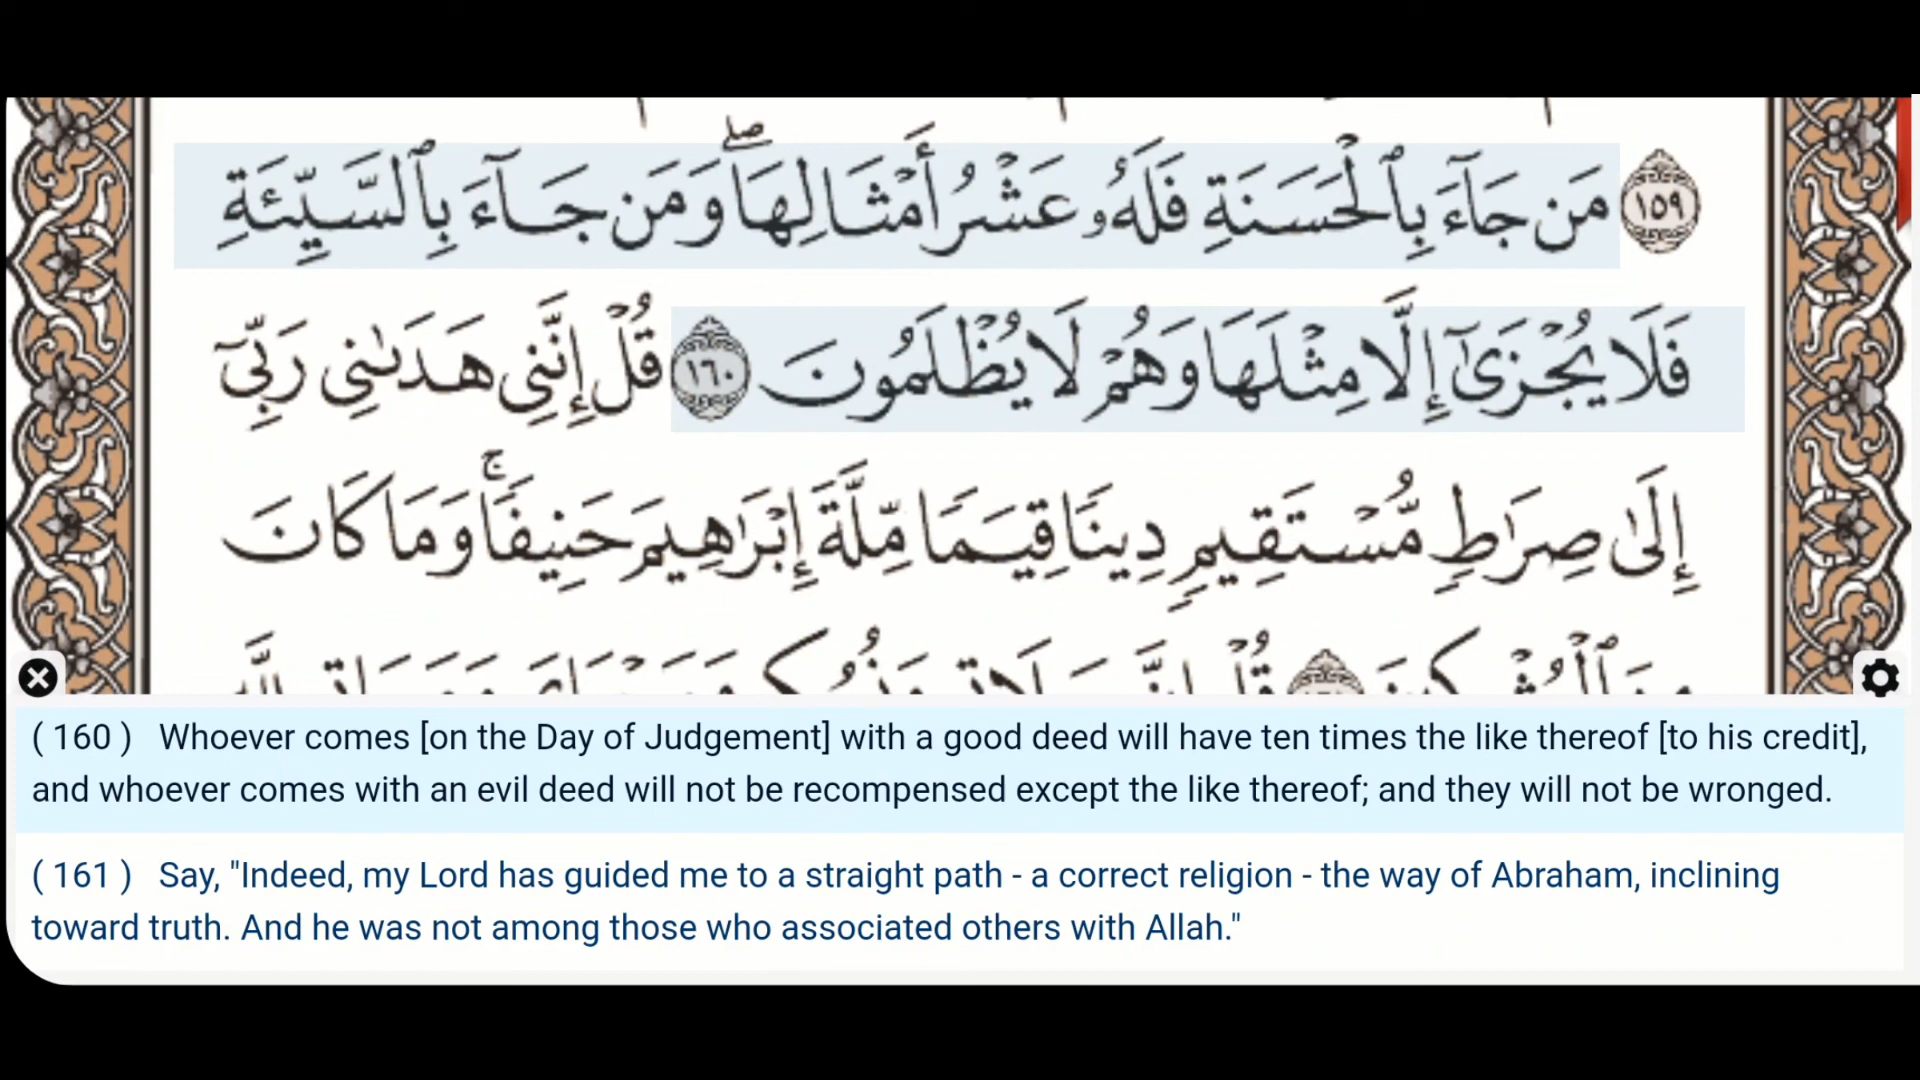 ١٥٩ مَن جَآءَ بِٱلْحَسَنَةِ فَلَهُۥ عَشْرُ أَمْثَالِهَاۖ وَمَن جَآءَ بِٱلسَّيِّئَةِ
فَلَا يُجْزَىٰٓ إِلَّا مِثْلَهَا وَهُمْ لَا يُظْلَمُونَ ١٦٠ قُلْ إِنَّنِى هَدَىٰنِى رَبِّىٓ
إِلَىٰ صِرَٰطٍ مُّسْتَقِيمٍ دِينًا قِيَمًا مِّلَّةَ إِبْرَٰهِيمَ حَنِيفًاۚ وَمَا كَانَ
( 160 ) Whoever comes [on the Day of Judgement] with a good deed will have ten times the like thereof [to his credit],
and whoever comes with an evil deed will not be recompensed except the like thereof; and they will not be wronged.
( 161 ) Say, "Indeed, my Lord has guided me to a straight path - a correct religion - the way of Abraham, inclining
toward truth. And he was not among those who associated others with Allah."